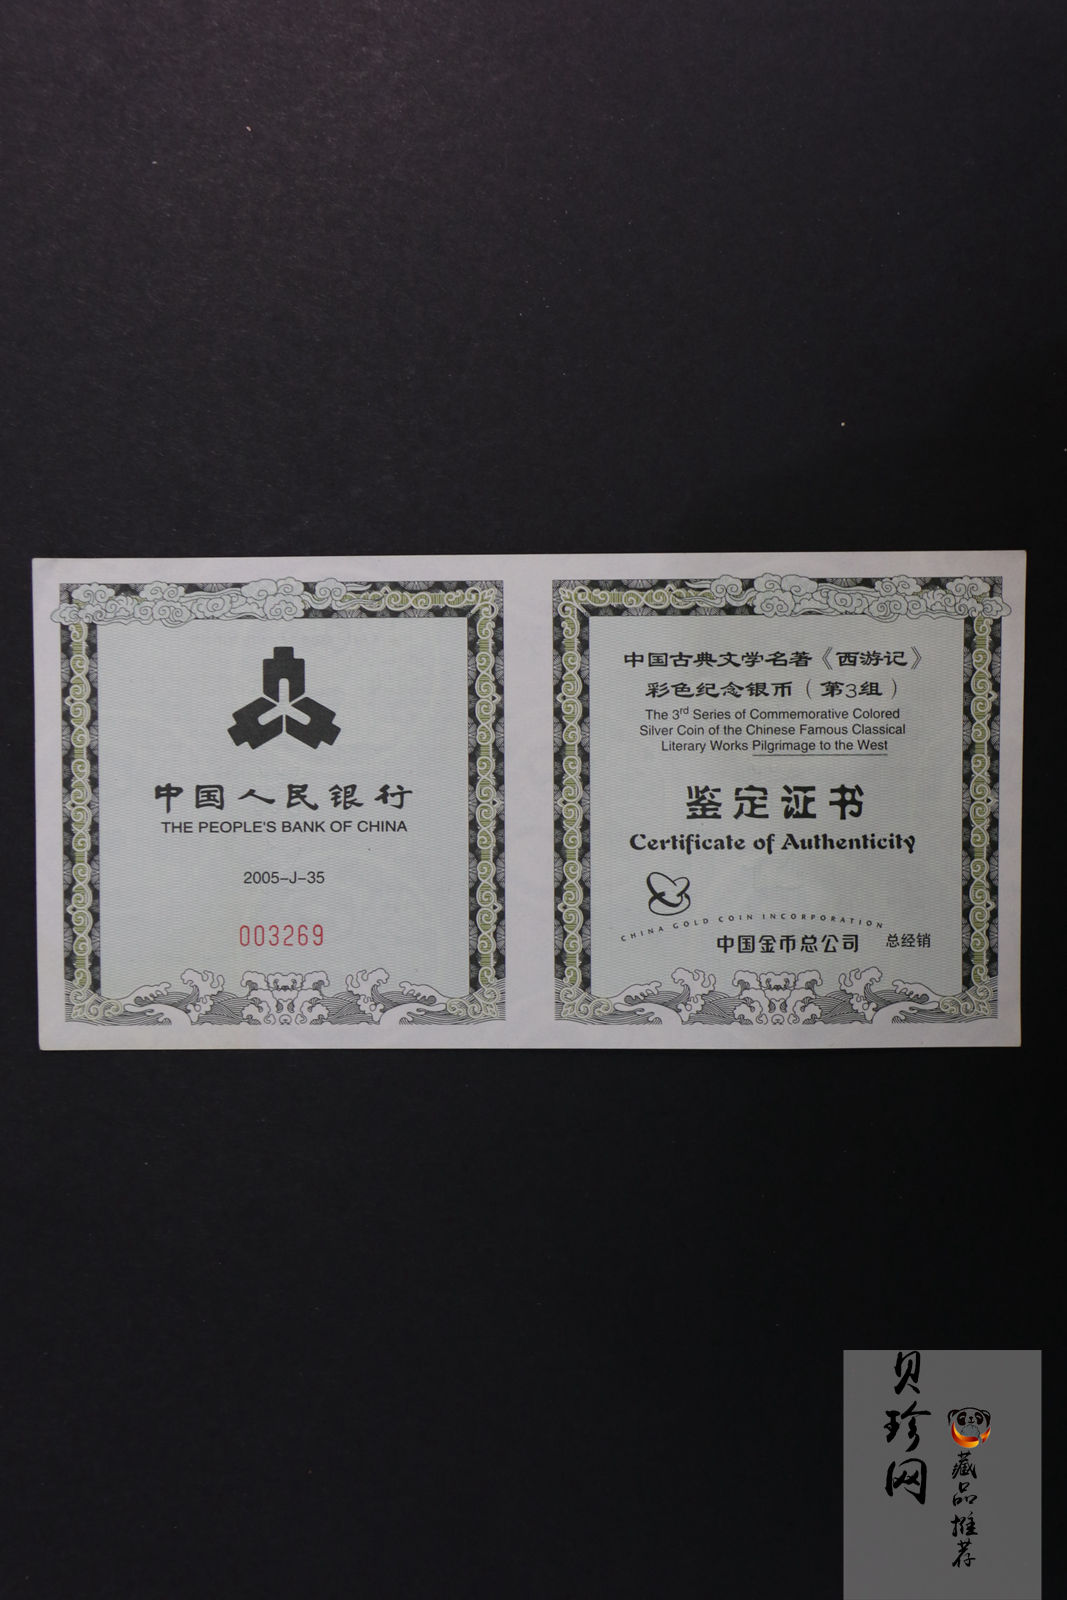 中国人民银行
THE PEOPLE'S BANK OF CHINA
2005-J-35
003269
中国古典文学名著《西游记》
彩色纪念银币（第3组）
The 3rd Series of Commemorative Colored
Silver Coin of the Chinese Famous Classical
Literary Works Pilgrimage to the West
鉴定证书
Certificate of Authenticity
CHINA GOLD COIN INCORPORATION
中国金币总公司 总经销
贝珍网
藏品推荐